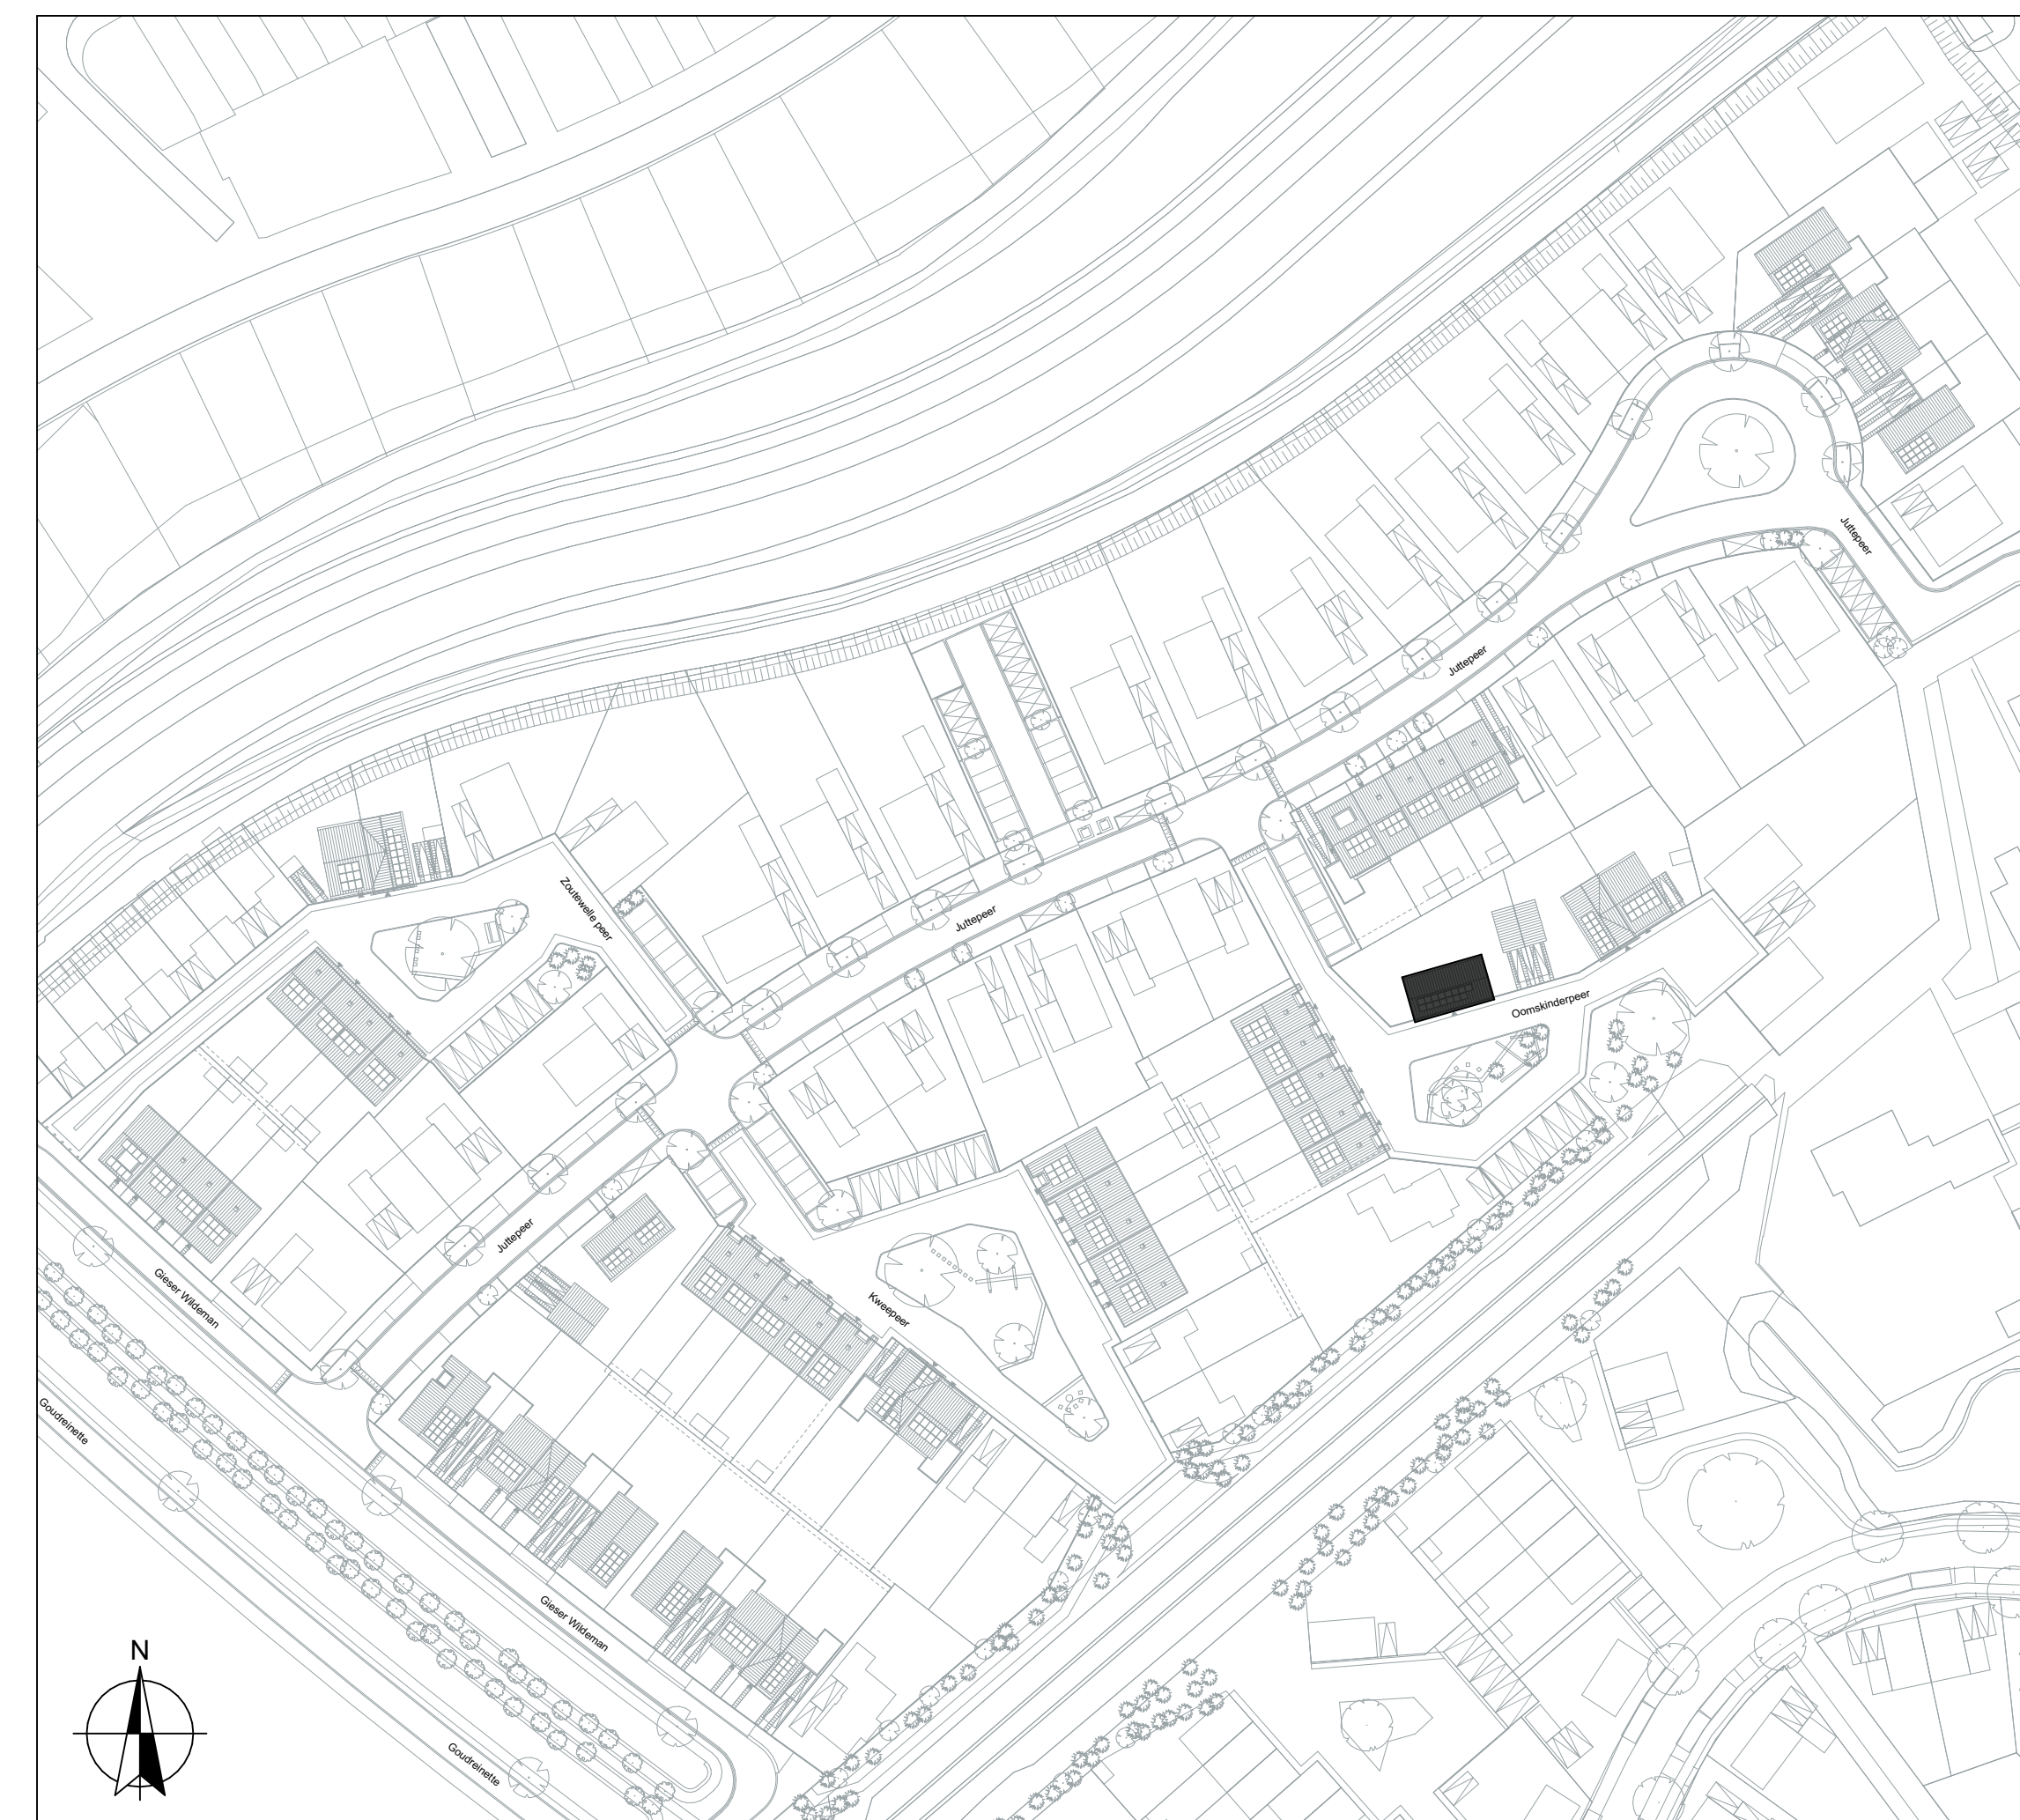 Juttepeer
Juttepeer
Zoutewelle peer
Juttepeer
Oomskinderpeer
Juttepeer
Gieser Wildeman
Kweepeer
Goudreinette
Gieser Wildeman
N
Goudreinette